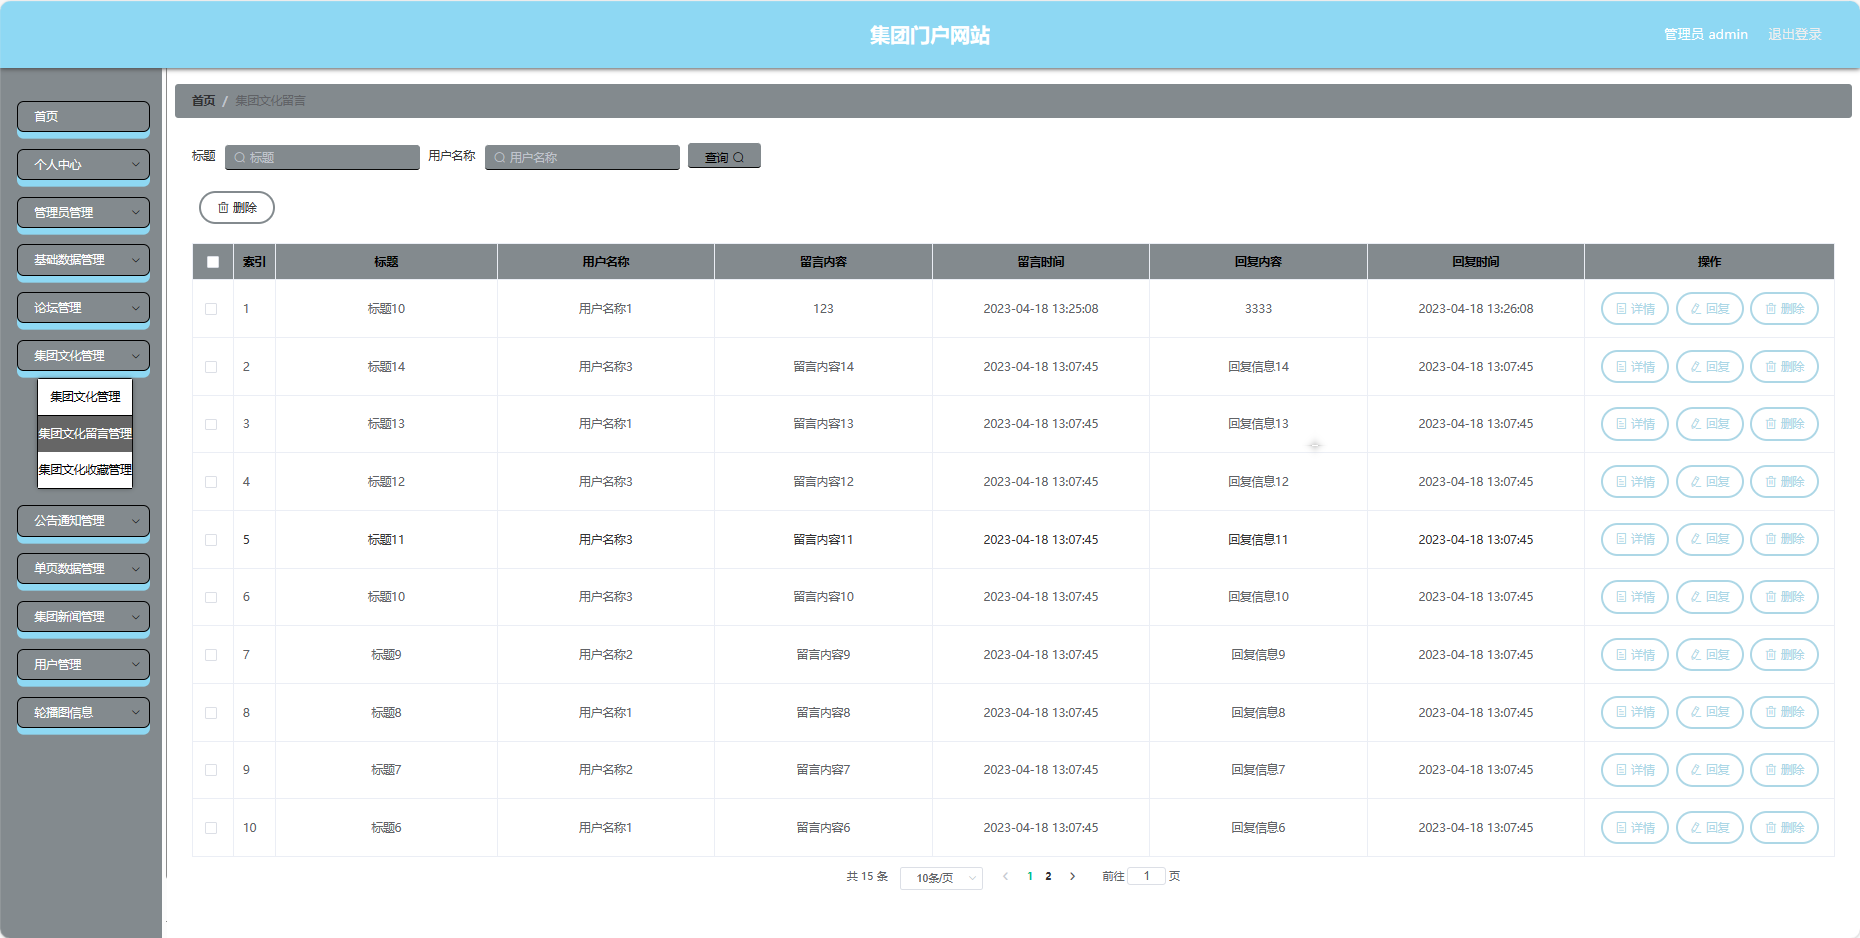 集团门户网站
管理员 admin 退出登录
首页
个人中心
管理员管理
基础数据管理
论坛管理
集团文化管理
集团文化管理
集团文化留言管理
集团文化收藏管理
公告通知管理
单页数据管理
集团新闻管理
用户管理
轮播图信息
首页 / 集团文化留言
标题 标题 用户名称 用户名称 查询
删除
索引 标题 用户名称 留言内容 留言时间 回复内容 回复时间 操作
1 标题10 用户名称1 123 2023-04-18 13:25:08 3333 2023-04-18 13:26:08 详情 回复 删除
2 标题14 用户名称3 留言内容14 2023-04-18 13:07:45 回复信息14 2023-04-18 13:07:45 详情 回复 删除
3 标题13 用户名称1 留言内容13 2023-04-18 13:07:45 回复信息13 2023-04-18 13:07:45 详情 回复 删除
4 标题12 用户名称3 留言内容12 2023-04-18 13:07:45 回复信息12 2023-04-18 13:07:45 详情 回复 删除
5 标题11 用户名称3 留言内容11 2023-04-18 13:07:45 回复信息11 2023-04-18 13:07:45 详情 回复 删除
6 标题10 用户名称3 留言内容10 2023-04-18 13:07:45 回复信息10 2023-04-18 13:07:45 详情 回复 删除
7 标题9 用户名称2 留言内容9 2023-04-18 13:07:45 回复信息9 2023-04-18 13:07:45 详情 回复 删除
8 标题8 用户名称1 留言内容8 2023-04-18 13:07:45 回复信息8 2023-04-18 13:07:45 详情 回复 删除
9 标题7 用户名称2 留言内容7 2023-04-18 13:07:45 回复信息7 2023-04-18 13:07:45 详情 回复 删除
10 标题6 用户名称1 留言内容6 2023-04-18 13:07:45 回复信息6 2023-04-18 13:07:45 详情 回复 删除
共 15 条 10条/页 1 2 前往 1 页